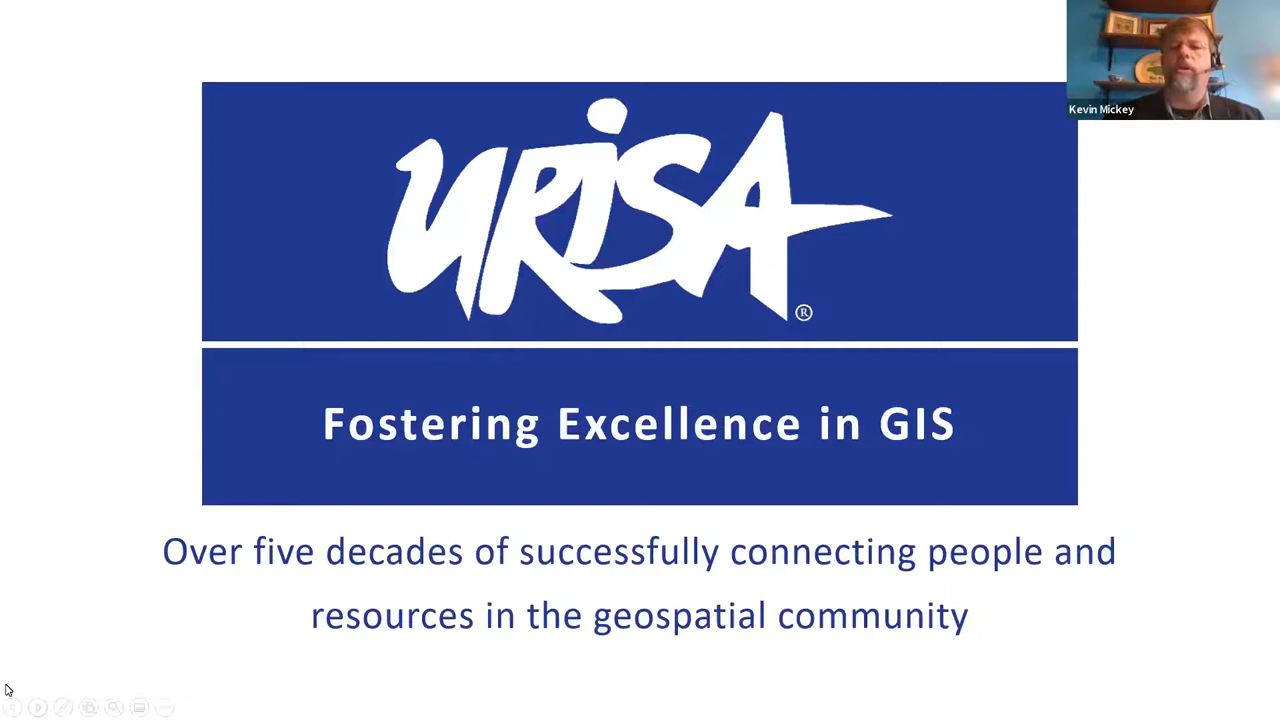 URISA
®
Kevin Mickey
Fostering Excellence in GIS
Over five decades of successfully connecting people and
resources in the geospatial community